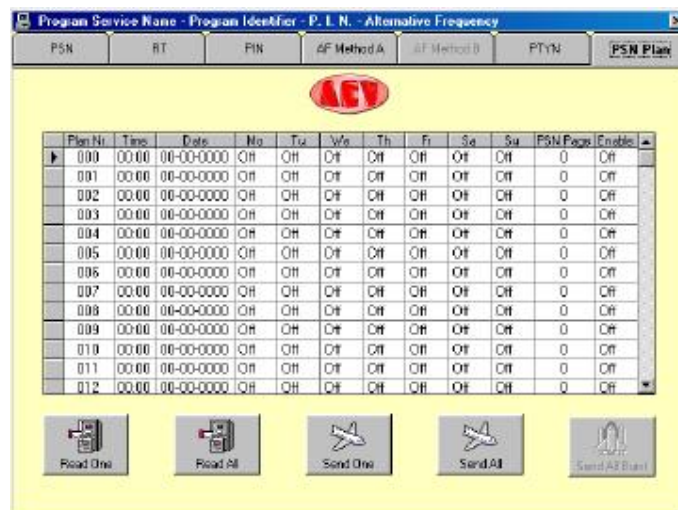 Program Service Name - Program Identifier - P. I. N. - Alternative Frequency
PSN RT PIN AF Method A AF Method B PTYN PSN Plan
AEV
Plan Nr. Time Date Mo Tu We Th Fr Sa Su PSN Page Enable
000 00:00 00-00-0000 Off Off Off Off Off Off Off 0 Off
001 00:00 00-00-0000 Off Off Off Off Off Off Off 0 Off
002 00:00 00-00-0000 Off Off Off Off Off Off Off 0 Off
003 00:00 00-00-0000 Off Off Off Off Off Off Off 0 Off
004 00:00 00-00-0000 Off Off Off Off Off Off Off 0 Off
005 00:00 00-00-0000 Off Off Off Off Off Off Off 0 Off
006 00:00 00-00-0000 Off Off Off Off Off Off Off 0 Off
007 00:00 00-00-0000 Off Off Off Off Off Off Off 0 Off
008 00:00 00-00-0000 Off Off Off Off Off Off Off 0 Off
009 00:00 00-00-0000 Off Off Off Off Off Off Off 0 Off
010 00:00 00-00-0000 Off Off Off Off Off Off Off 0 Off
011 00:00 00-00-0000 Off Off Off Off Off Off Off 0 Off
012 00:00 00-00-0000 Off Off Off Off Off Off Off 0 Off
Read One Read All Send One Send All Send All Burst